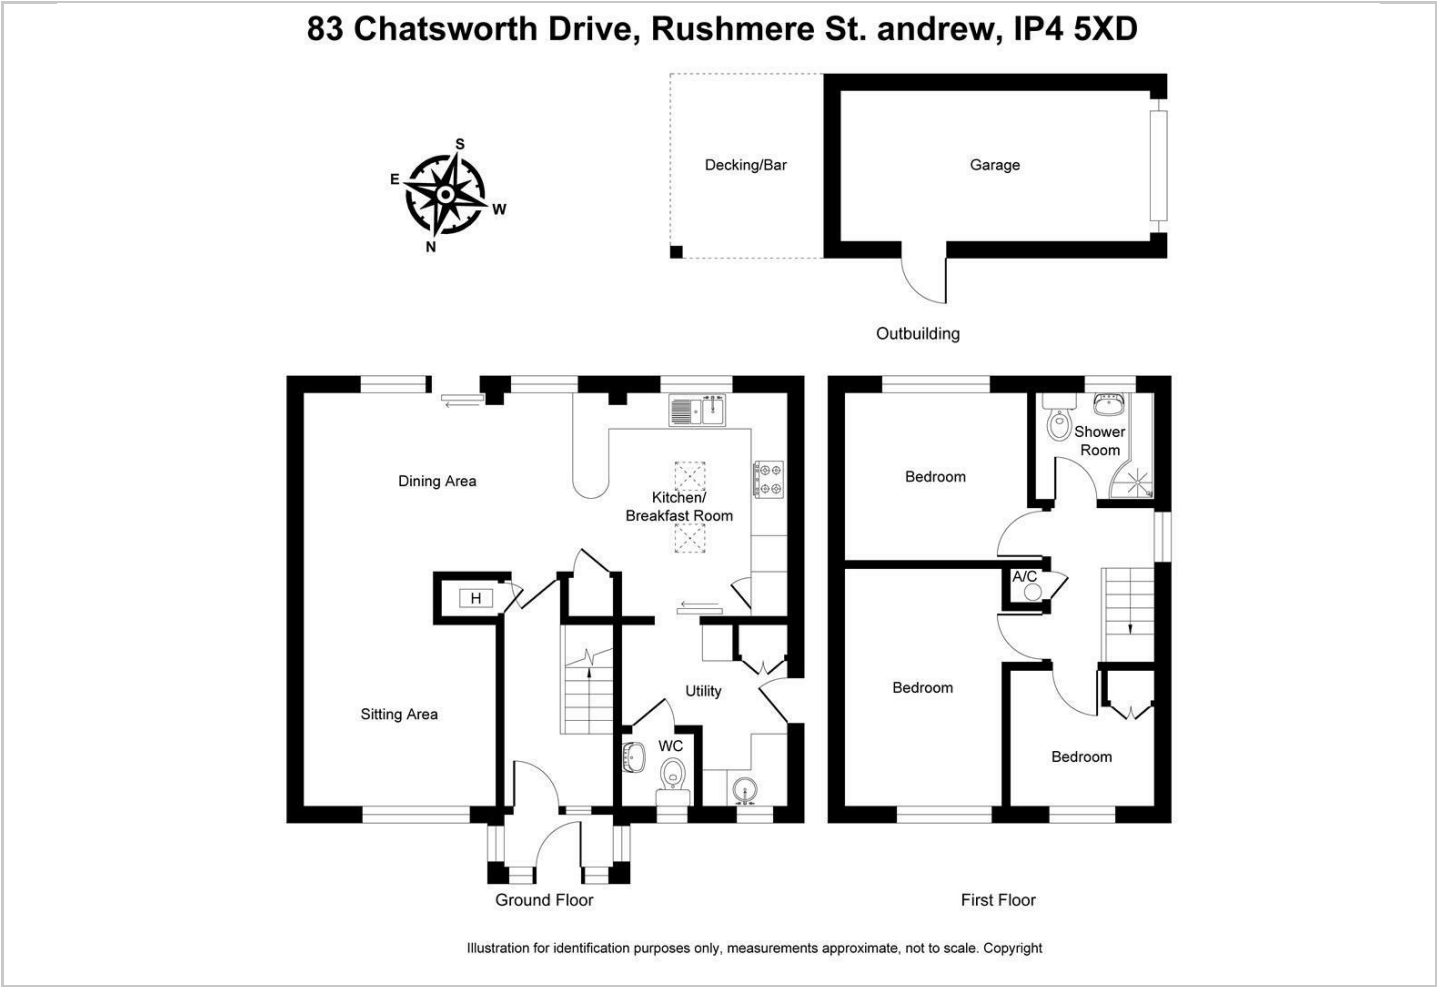 83 Chatsworth Drive, Rushmere St. andrew, IP4 5XD
S
E
W
N
Decking/Bar
Garage
Outbuilding
Dining Area
Kitchen/
Breakfast Room
H
Utility
Sitting Area
WC
Ground Floor
Shower
Room
Bedroom
A/C
Bedroom
Bedroom
First Floor
Illustration for identification purposes only, measurements approximate, not to scale. Copyright